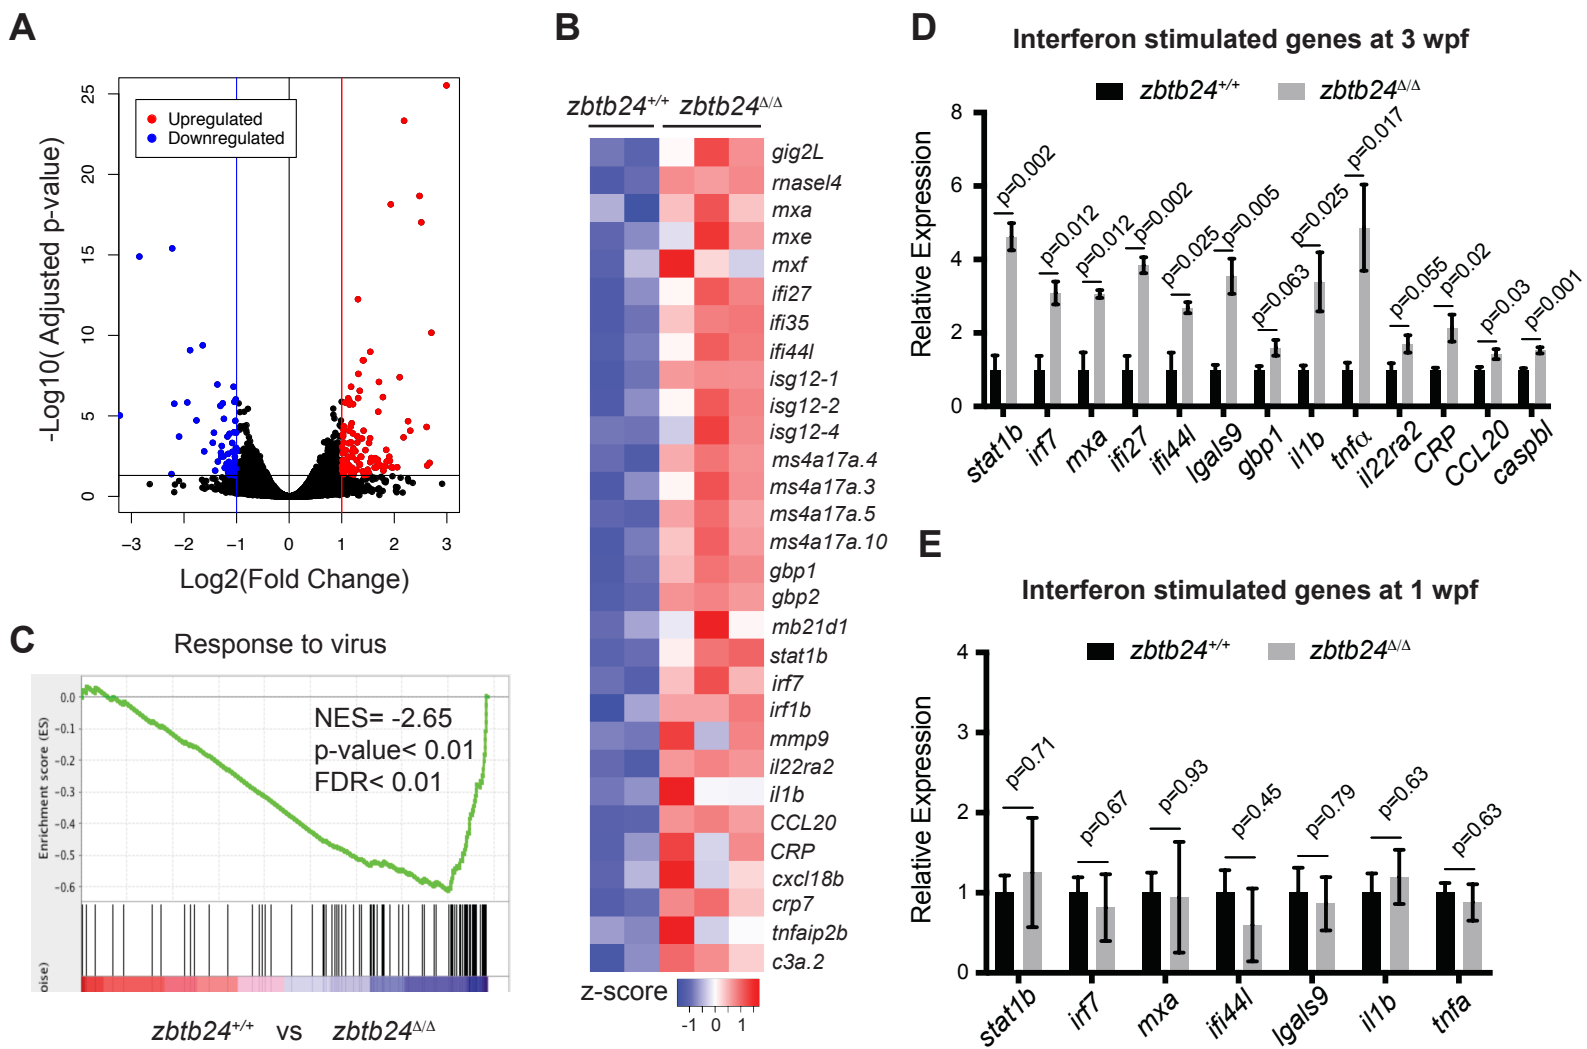 A
25
20
15
10
5
0
-Log10( Adjusted p-value)
Upregulated
Downregulated
−3
−2
−1
0
1
2
3
Log2(Fold Change)
B
zbtb24+/+
zbtb24Δ/Δ
gig2L
rnasel4
mxa
mxe
mxf
ifi27
ifi35
ifi44l
isg12-1
isg12-2
isg12-4
ms4a17a.4
ms4a17a.3
ms4a17a.5
ms4a17a.10
gbp1
gbp2
mb21d1
stat1b
irf7
irf1b
mmp9
il22ra2
il1b
CCL20
CRP
cxcl18b
crp7
tnfaip2b
c3a.2
z-score
-1 0 1
C
Response to virus
Enrichment score (ES)
0.0
-0.1
-0.2
-0.3
-0.4
-0.5
-0.6
NES= -2.65
p-value< 0.01
FDR< 0.01
oise)
zbtb24+/+ vs zbtb24Δ/Δ
D
Interferon stimulated genes at 3 wpf
zbtb24+/+
zbtb24Δ/Δ
Relative Expression
8
6
4
2
0
p=0.002
p=0.012
p=0.012
p=0.002
p=0.025
p=0.005
p=0.063
p=0.025
p=0.017
p=0.055
p=0.02
p=0.03
p=0.001
stat1b
irf7
mxa
ifi27
ifi44l
lgals9
gbp1
il1b
tnfα
il22ra2
CRP
CCL20
caspbl
E
Interferon stimulated genes at 1 wpf
zbtb24+/+
zbtb24Δ/Δ
Relative Expression
4
3
2
1
0
p=0.71
p=0.67
p=0.93
p=0.45
p=0.79
p=0.63
p=0.63
stat1b
irf7
mxa
ifi44l
lgals9
il1b
tnfa